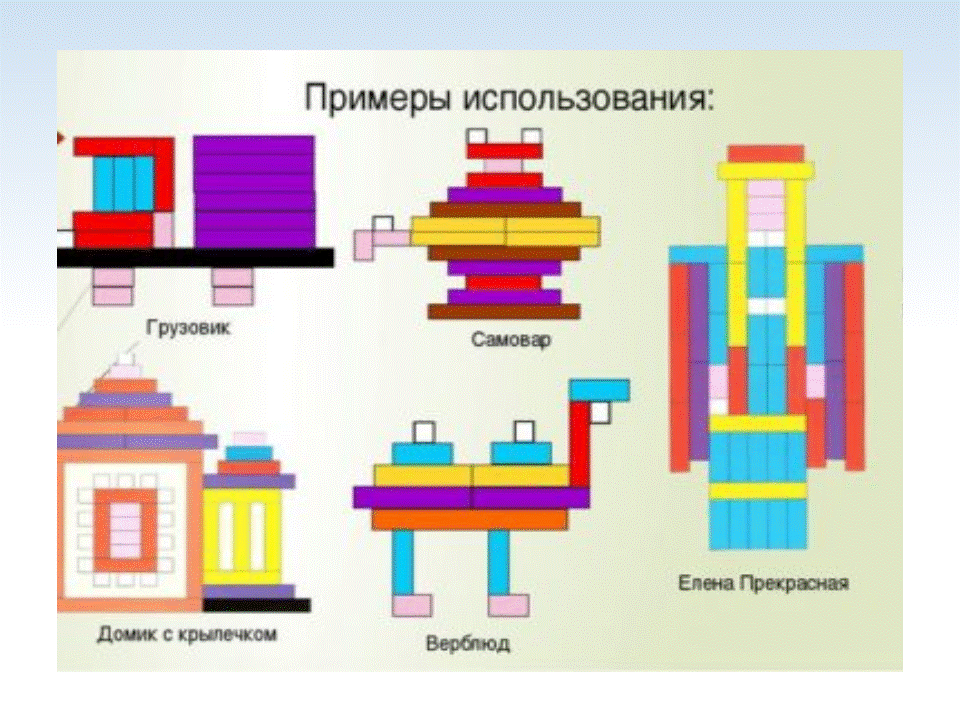 Примеры использования:
Грузовик
Самовар
Елена Прекрасная
Домик с крылечком
Верблюд